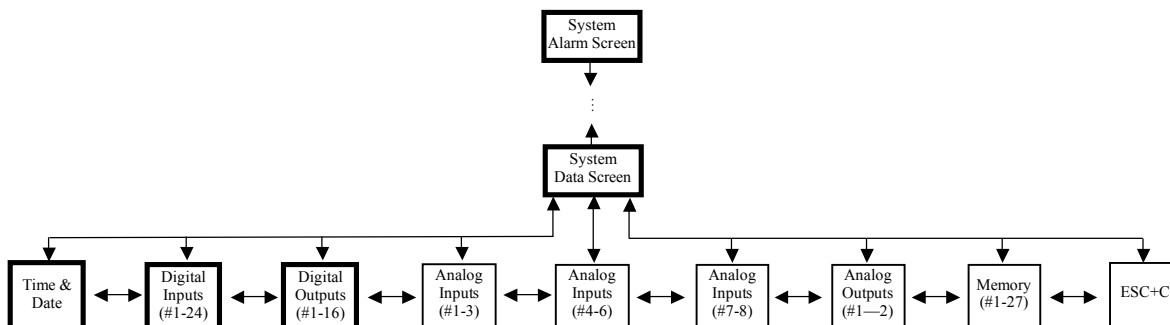 System
Alarm Screen
⋮
System
Data Screen
Time &
Date
Digital
Inputs
(#1-24)
Digital
Outputs
(#1-16)
Analog
Inputs
(#1-3)
Analog
Inputs
(#4-6)
Analog
Inputs
(#7-8)
Analog
Outputs
(#1—2)
Memory
(#1-27)
ESC+C